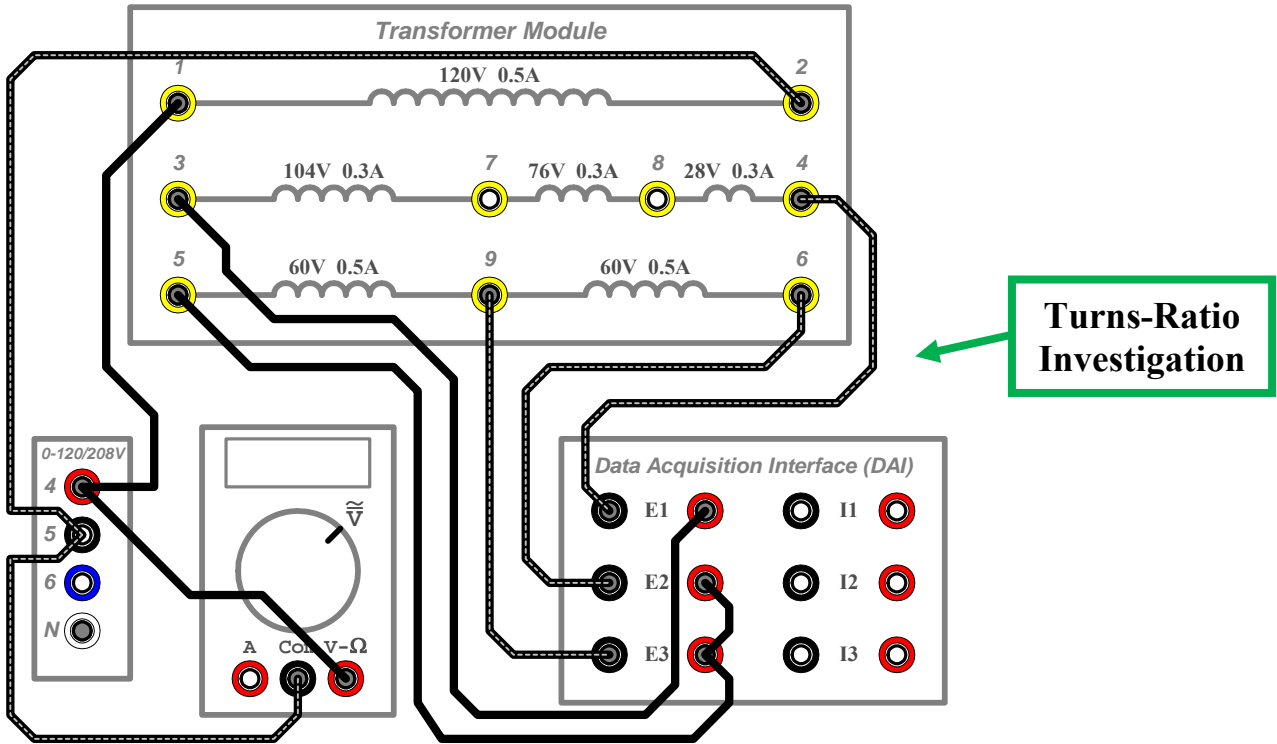 Transformer Module
1
120V 0.5A
2
3
104V 0.3A
7
76V 0.3A
8
28V 0.3A
4
5
60V 0.5A
9
60V 0.5A
6
Turns-Ratio
Investigation
0-120/208V
4
5
6
N
V
A
Com
V-Ω
Data Acquisition Interface (DAI)
E1
I1
E2
I2
E3
I3